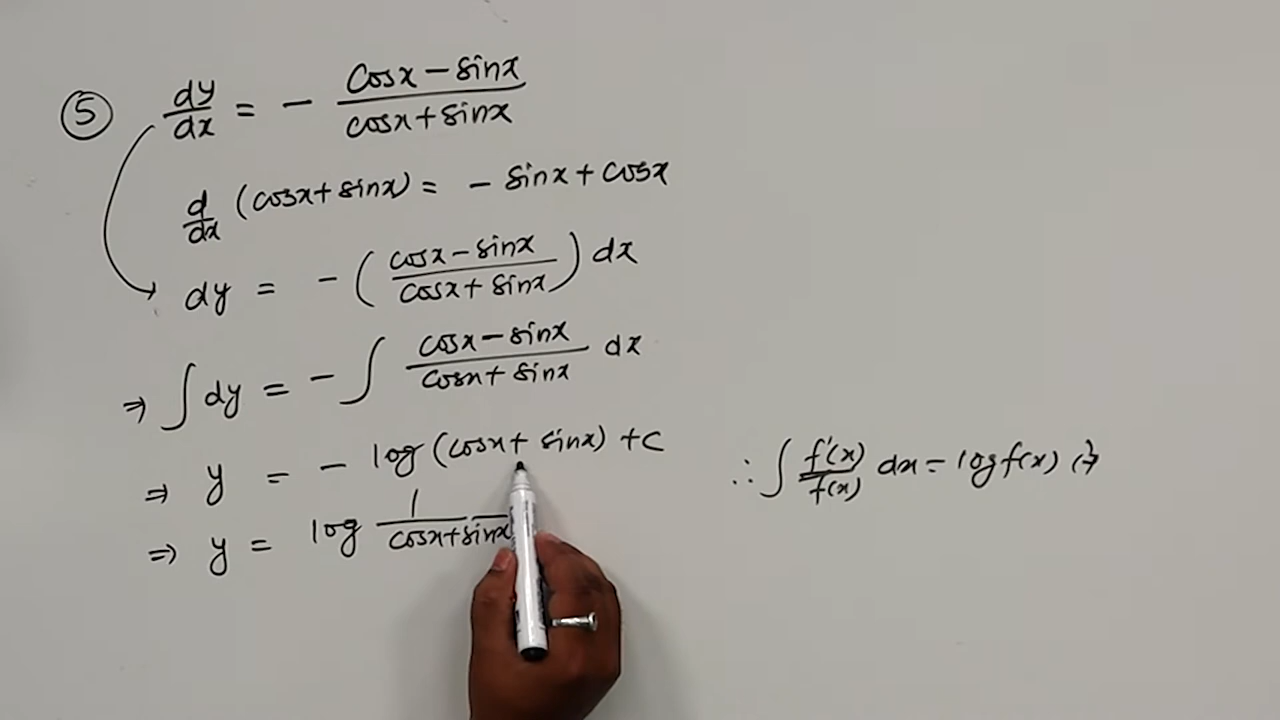 ⑤ dy/dx = - (cosx - sinx)/(cosx + sinx)
d/dx (cosx + sinx) = - sinx + cosx
dy = - ( (cosx - sinx)/(cosx + sinx) ) dx
⇒ ∫ dy = - ∫ (cosx - sinx)/(cosx + sinx) dx
⇒ y = - log (cosx + sinx) + c
∴ ∫ f'(x)/f(x) dx = log f(x)
⇒ y = log 1/(cosx + sinx)